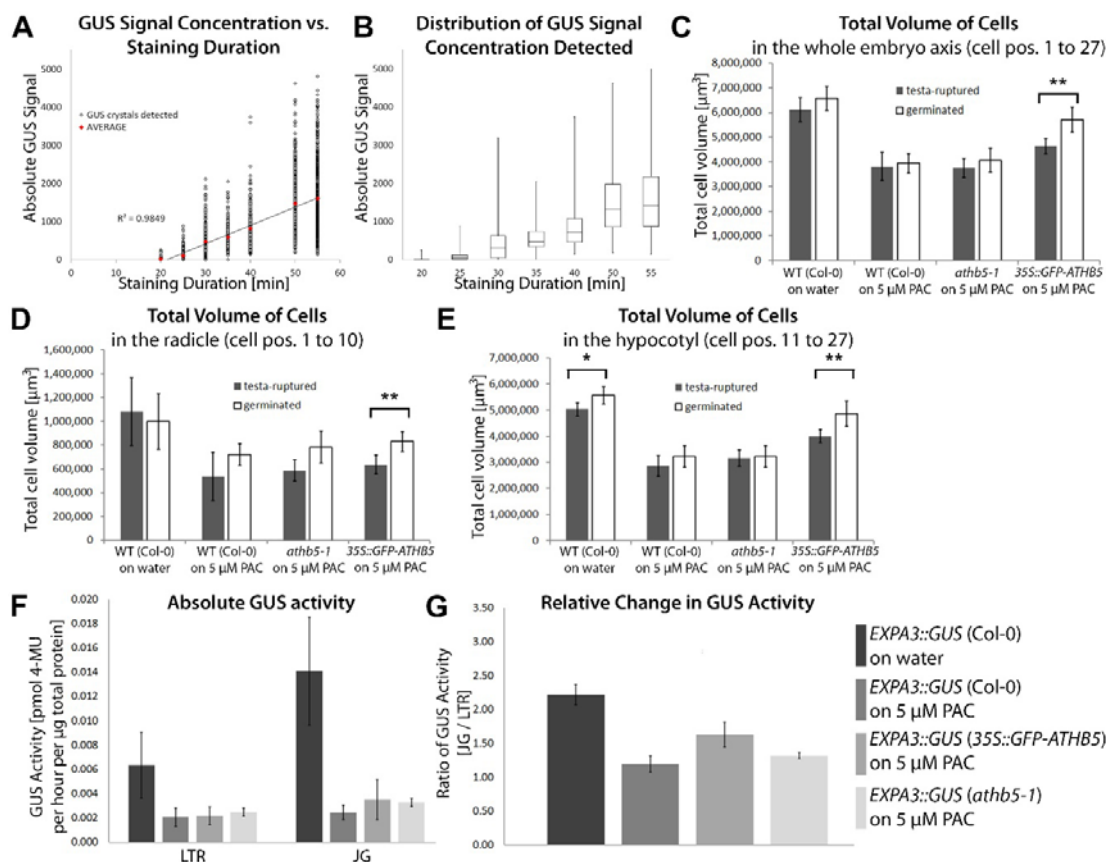 A
GUS Signal Concentration vs.
Staining Duration
Absolute GUS Signal
5000
4000
3000
2000
1000
0
GUS crystals detected
AVERAGE
R² = 0.9849
0 10 20 30 40 50 60
Staining Duration [min]
B
Distribution of GUS Signal
Concentration Detected
Absolute GUS Signal
5000
4000
3000
2000
1000
0
20 25 30 35 40 50 55
Staining Duration [min]
C
Total Volume of Cells
in the whole embryo axis (cell pos. 1 to 27)
Total cell volume [µm³]
8,000,000
7,000,000
6,000,000
5,000,000
4,000,000
3,000,000
2,000,000
1,000,000
0
testa-ruptured
germinated
**
WT (Col-0) WT (Col-0) athb5-1 35S::GFP-ATHB5
on water on 5 µM PAC on 5 µM PAC on 5 µM PAC
D
Total Volume of Cells
in the radicle (cell pos. 1 to 10)
Total cell volume [µm³]
1,600,000
1,400,000
1,200,000
1,000,000
800,000
600,000
400,000
200,000
0
testa-ruptured
germinated
**
WT (Col-0) WT (Col-0) athb5-1 35S::GFP-ATHB5
on water on 5 µM PAC on 5 µM PAC on 5 µM PAC
E
Total Volume of Cells
in the hypocotyl (cell pos. 11 to 27)
Total cell volume [µm³]
7,000,000
6,000,000
5,000,000
4,000,000
3,000,000
2,000,000
1,000,000
0
*
testa-ruptured
germinated
**
WT (Col-0) WT (Col-0) athb5-1 35S::GFP-ATHB5
on water on 5 µM PAC on 5 µM PAC on 5 µM PAC
F
Absolute GUS activity
GUS Activity [pmol 4-MU
per hour per µg total protein]
0.020
0.018
0.016
0.014
0.012
0.010
0.008
0.006
0.004
0.002
0.000
LTR JG
G
Relative Change in GUS Activity
Ratio of GUS Activity
[JG / LTR]
3.50
3.00
2.50
2.00
1.50
1.00
0.50
0.00
EXPA3::GUS (Col-0)
on water
EXPA3::GUS (Col-0)
on 5 µM PAC
EXPA3::GUS (35S::GFP-ATHB5)
on 5 µM PAC
EXPA3::GUS (athb5-1)
on 5 µM PAC